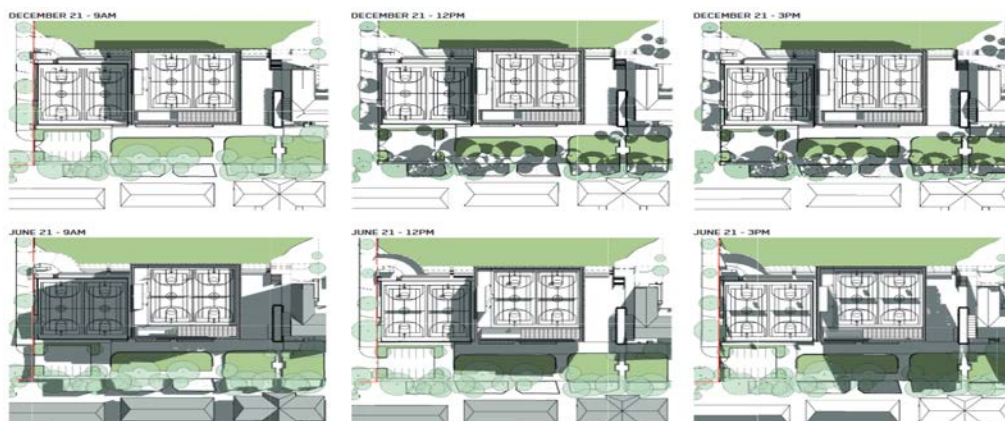 DECEMBER 21 - 9AM
DECEMBER 21 - 12PM
DECEMBER 21 - 3PM
JUNE 21 - 9AM
JUNE 21 - 12PM
JUNE 21 - 3PM